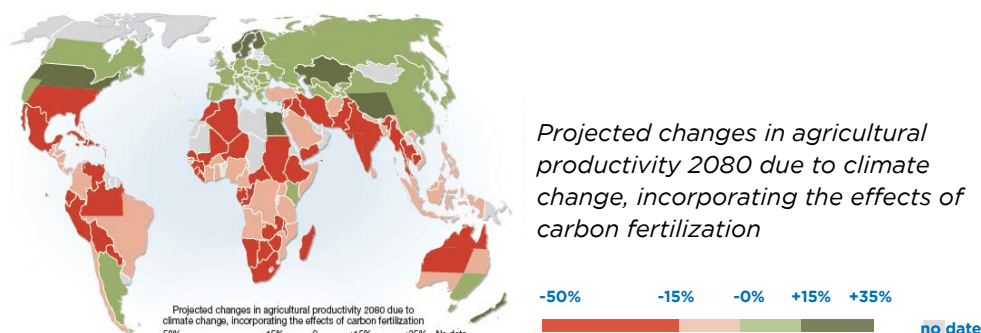 Projected changes in agricultural
productivity 2080 due to climate
change, incorporating the effects of
carbon fertilization
-50% -15% -0% +15% +35%
no date
Projected changes in agricultural productivity 2080 due to
climate change, incorporating the effects of carbon fertilization